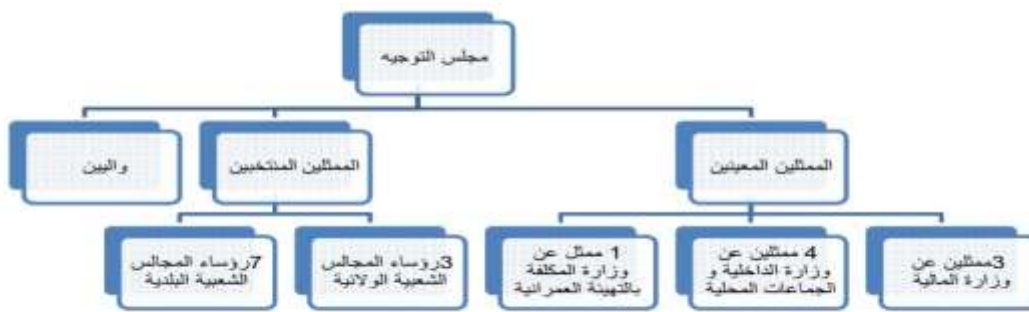 مجلس التوجيه
الممثلين المعينين
الممثلين المنتخبين
واليين
3ممثلين عن
وزارة المالية
4 ممثلين عن
وزارة الداخلية و
الجماعات المحلية
1 ممثل عن
وزارة المكلفة
بالتهيئة العمرانية
3رؤساء المجالس
الشعبية الولائية
7رؤساء المجالس
الشعبية البلدية